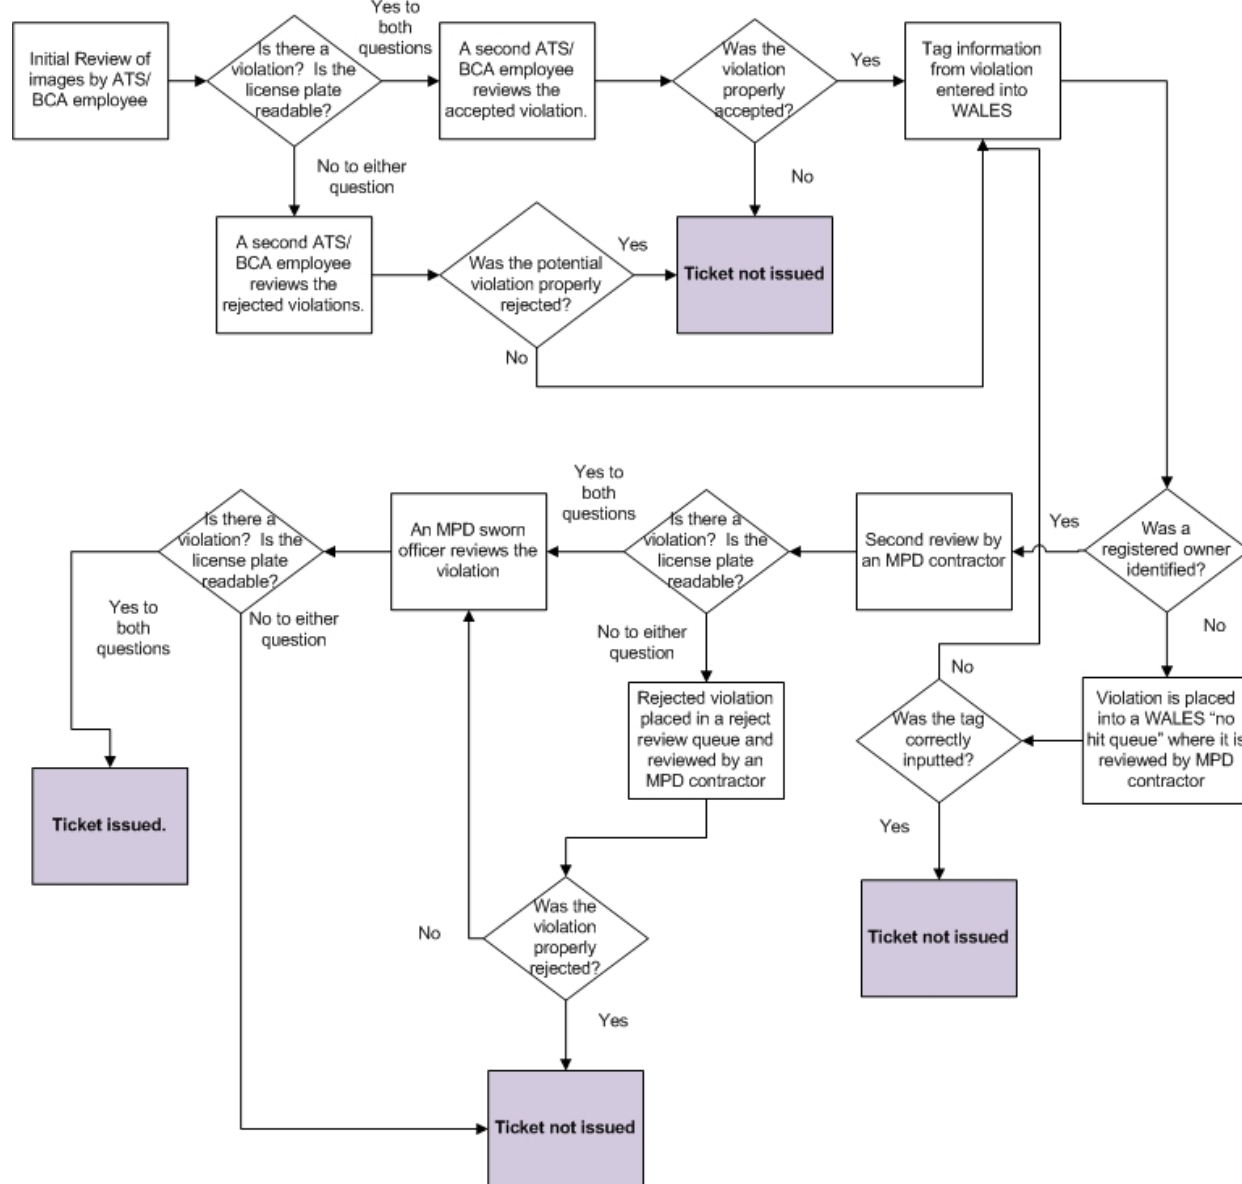 Initial Review of
images by ATS/
BCA employee
Is there a
violation?  Is the
license plate
readable?
Yes to
both
questions
A second ATS/
BCA employee
reviews the
accepted violation.
Was the
violation
properly
accepted?
Yes
Tag information
from violation
entered into
WALES
No to either
question
No
A second ATS/
BCA employee
reviews the
rejected violations.
Was the potential
violation properly
rejected?
Yes
Ticket not issued
No
Is there a
violation?  Is the
license plate
readable?
An MPD sworn
officer reviews the
violation
Yes to
both
questions
Is there a
violation?  Is the
license plate
readable?
Second review by
an MPD contractor
Yes
Was a
registered owner
identified?
Yes to
both
questions
No to either
question
No to either
question
No
No
Rejected violation
placed in a reject
review queue and
reviewed by an
MPD contractor
Was the tag
correctly
inputted?
Violation is placed
into a WALES “no
hit queue” where it is
reviewed by MPD
contractor
Ticket issued.
Yes
No
Was the
violation
properly
rejected?
Ticket not issued
Yes
Ticket not issued